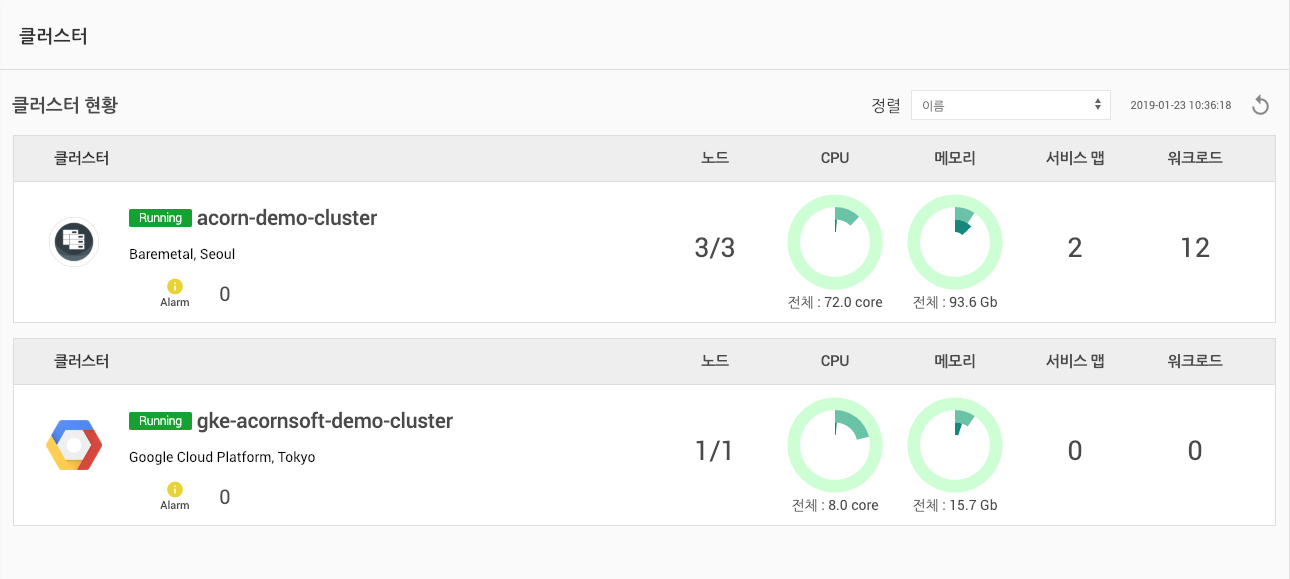 클러스터
클러스터 현황
정렬 이름 2019-01-23 10:36:18
클러스터 노드 CPU 메모리 서비스 맵 워크로드
Running acorn-demo-cluster
Baremetal, Seoul
3/3 2 12
Alarm 0
전체 : 72.0 core 전체 : 93.6 Gb
클러스터 노드 CPU 메모리 서비스 맵 워크로드
Running gke-acornsoft-demo-cluster
Google Cloud Platform, Tokyo
1/1 0 0
Alarm 0
전체 : 8.0 core 전체 : 15.7 Gb